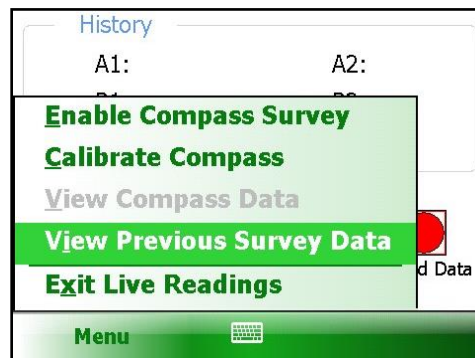 History
A1: A2:
Enable Compass Survey
Calibrate Compass
View Compass Data
View Previous Survey Data
d Data
Exit Live Readings
Menu